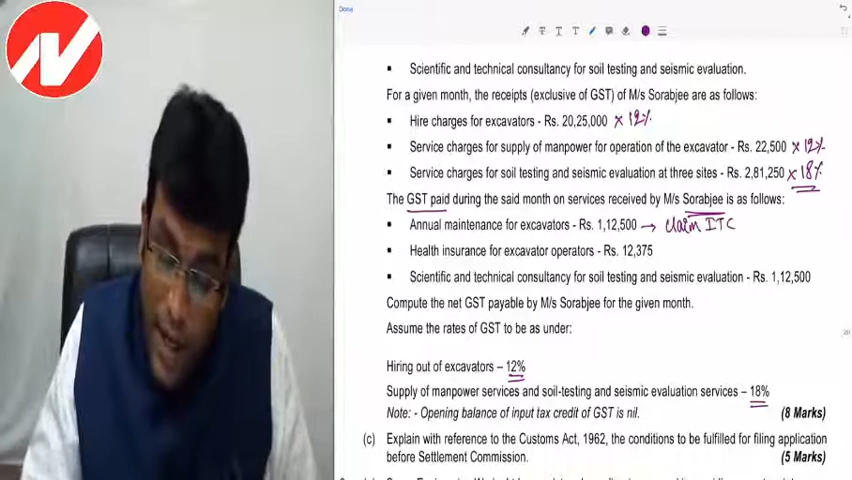 Done
▪ Scientific and technical consultancy for soil testing and seismic evaluation.
For a given month, the receipts (exclusive of GST) of M/s Sorabjee are as follows:
▪ Hire charges for excavators - Rs. 20,25,000 × 12%
▪ Service charges for supply of manpower for operation of the excavator - Rs. 22,500 × 12%
▪ Service charges for soil testing and seismic evaluation at three sites - Rs. 2,81,250 × 18%
The GST paid during the said month on services received by M/s Sorabjee is as follows:
▪ Annual maintenance for excavators - Rs. 1,12,500 → claim ITC
▪ Health insurance for excavator operators - Rs. 12,375
▪ Scientific and technical consultancy for soil testing and seismic evaluation - Rs. 1,12,500
Compute the net GST payable by M/s Sorabjee for the given month.
Assume the rates of GST to be as under:
Hiring out of excavators – 12%
Supply of manpower services and soil-testing and seismic evaluation services – 18%
Note: - Opening balance of input tax credit of GST is nil. (8 Marks)
(c) Explain with reference to the Customs Act, 1962, the conditions to be fulfilled for filing application
before Settlement Commission. (5 Marks)